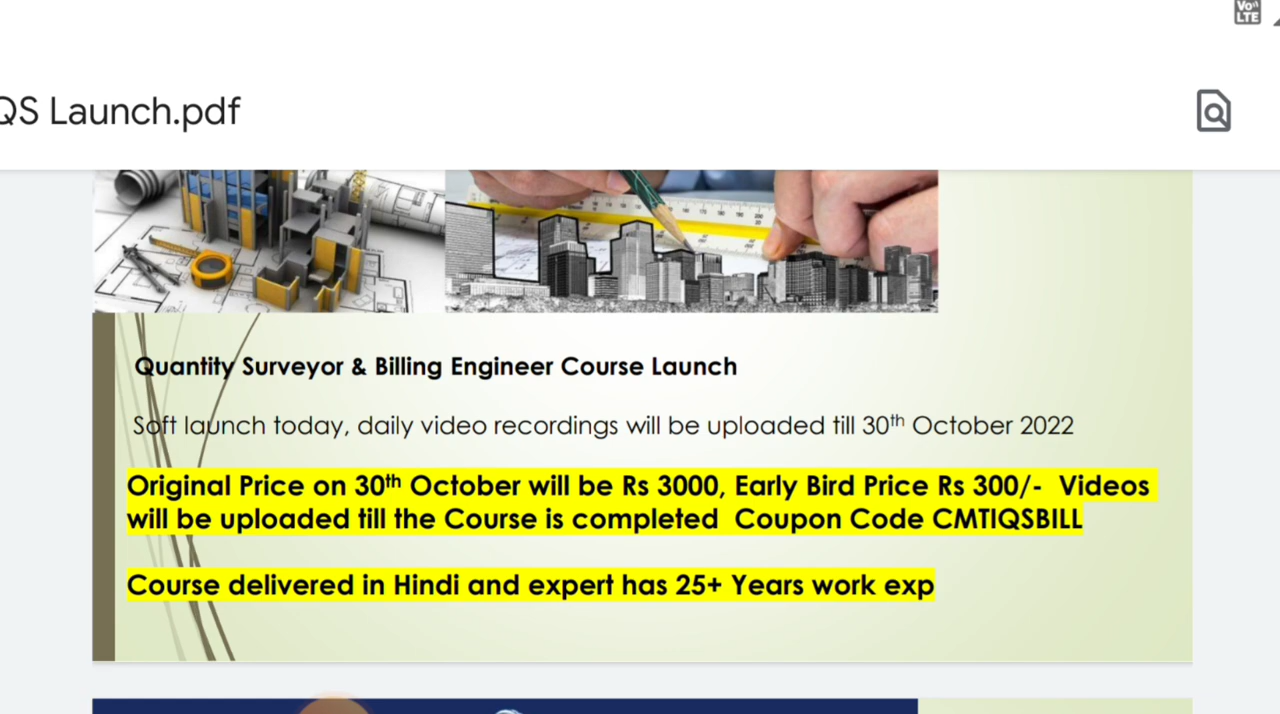 Vo
LTE
QS Launch.pdf
Quantity Surveyor & Billing Engineer Course Launch
Soft launch today, daily video recordings will be uploaded till 30th October 2022
Original Price on 30th October will be Rs 3000, Early Bird Price Rs 300/- Videos
will be uploaded till the Course is completed Coupon Code CMTIQSBILL
Course delivered in Hindi and expert has 25+ Years work exp